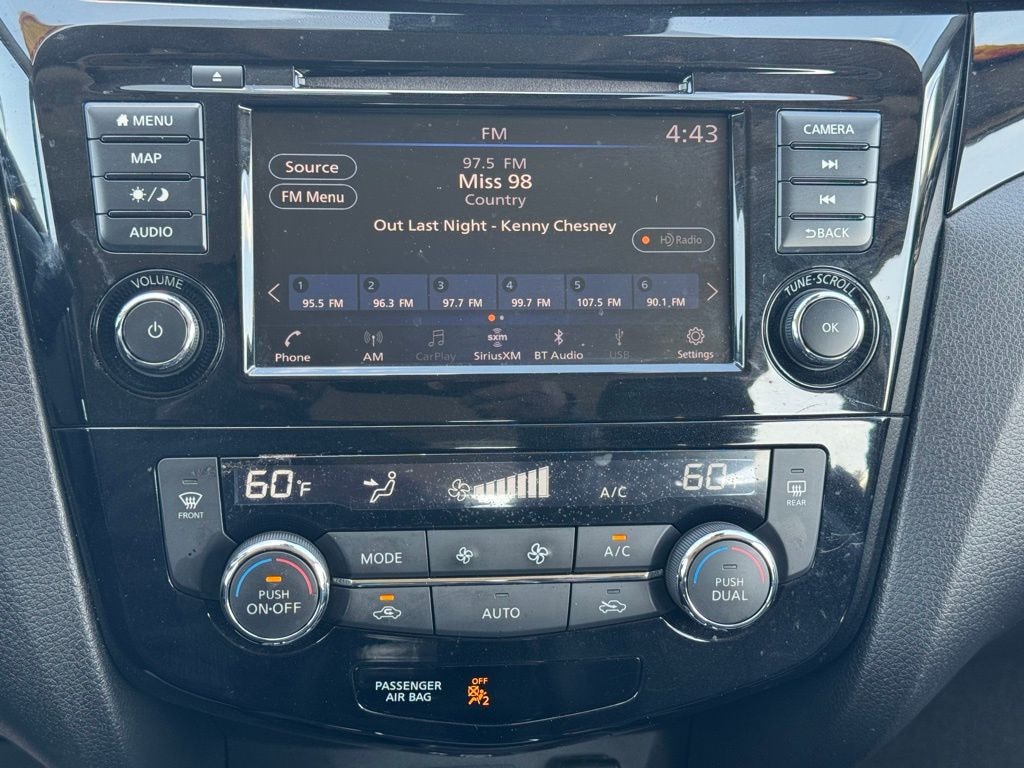 MENU
MAP
AUDIO
VOLUME
FM
4:43
Source
FM Menu
97.5 FM
Miss 98
Country
Out Last Night - Kenny Chesney
HD Radio
1 2 3 4 5 6
95.5 FM 96.3 FM 97.7 FM 99.7 FM 107.5 FM 90.1 FM
Phone AM CarPlay sxm SiriusXM BT Audio USB Settings
CAMERA
BACK
TUNE·SCROLL
OK
FRONT
60°F
A/C
60°F
REAR
MODE
A/C
PUSH
ON·OFF
AUTO
PUSH
DUAL
PASSENGER
AIR BAG
OFF
2